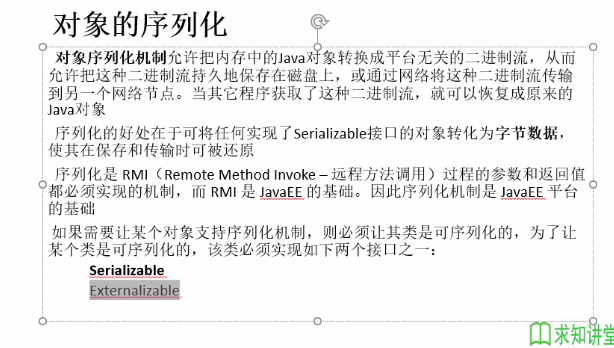 对象的序列化
对象序列化机制允许把内存中的Java对象转换成平台无关的二进制流，从而
允许把这种二进制流持久地保存在磁盘上，或通过网络将这种二进制流传输
到另一个网络节点。当其它程序获取了这种二进制流，就可以恢复成原来的
Java对象
序列化的好处在于可将任何实现了Serializable接口的对象转化为字节数据，
使其在保存和传输时可被还原
序列化是 RMI（Remote Method Invoke – 远程方法调用）过程的参数和返回值
都必须实现的机制，而 RMI 是 JavaEE 的基础。因此序列化机制是 JavaEE 平台
的基础
如果需要让某个对象支持序列化机制，则必须让其类是可序列化的，为了让
某个类是可序列化的，该类必须实现如下两个接口之一：
Serializable
Externalizable
求知讲堂